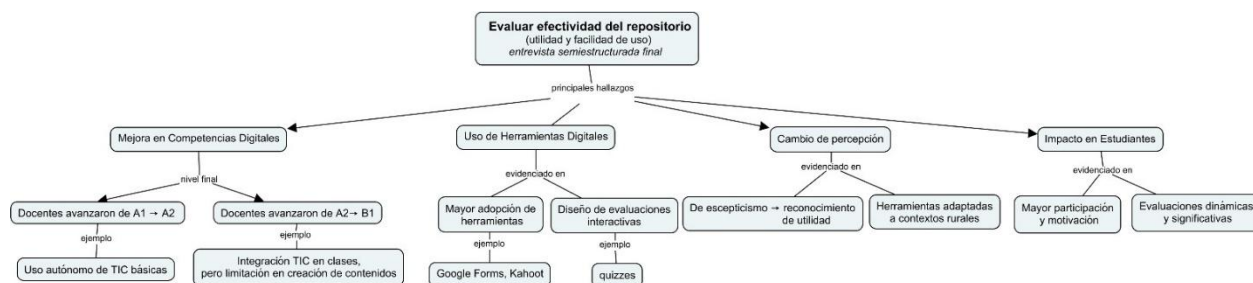 Evaluar efectividad del repositorio
(utilidad y facilidad de uso)
entrevista semiestructurada final
principales hallazgos
Mejora en Competencias Digitales
Uso de Herramientas Digitales
Cambio de percepción
Impacto en Estudiantes
nivel final
evidenciado en
evidenciado en
evidenciado en
Docentes avanzaron de A1 → A2
Docentes avanzaron de A2→ B1
Mayor adopción de
herramientas
Diseño de evaluaciones
interactivas
De escepticismo → reconocimiento
de utilidad
Herramientas adaptadas
a contextos rurales
Mayor participación
y motivación
Evaluaciones dinámicas
y significativas
ejemplo
ejemplo
ejemplo
ejemplo
Uso autónomo de TIC básicas
Integración TIC en clases,
pero limitación en creación de contenidos
Google Forms, Kahoot
quizzes